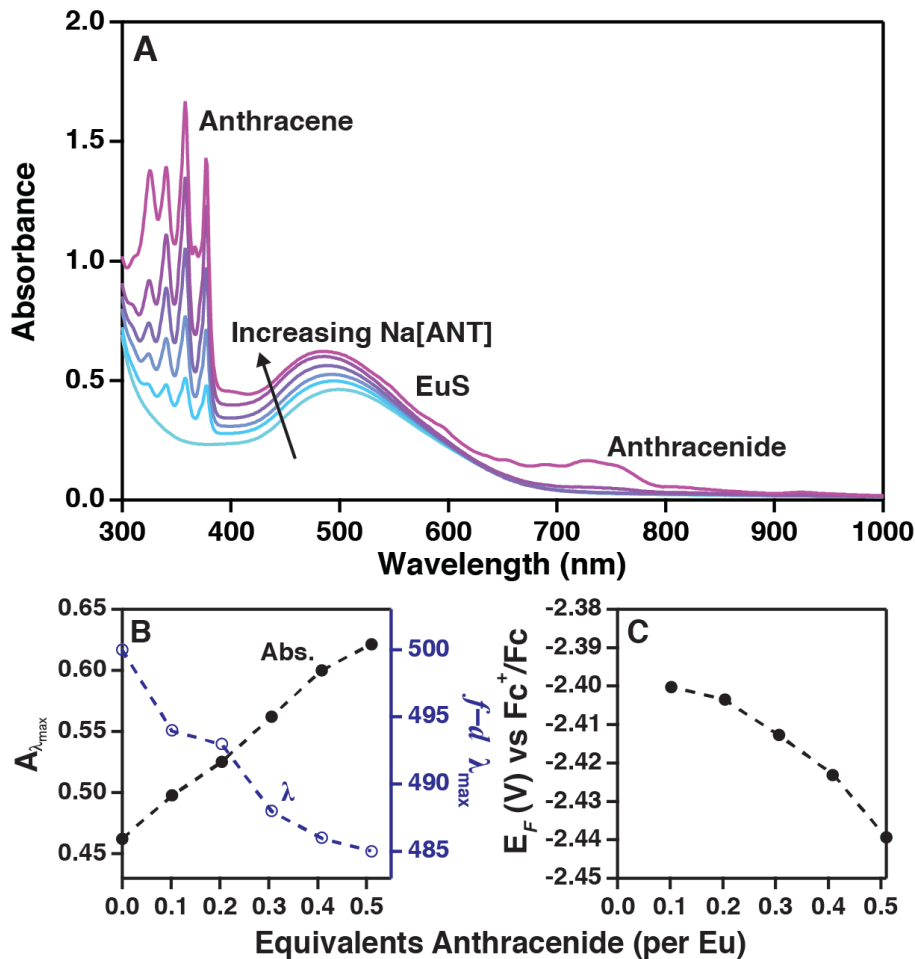 A
2.0
1.5
1.0
0.5
0.0
Absorbance
Anthracene
Increasing Na[ANT]
EuS
Anthracenide
300 400 500 600 700 800 900 1000
Wavelength (nm)
B
0.65
0.60
0.55
0.50
0.45
A λmax
Abs.
λ
500
495
490
485
f–d λmax
0.0 0.1 0.2 0.3 0.4 0.5
C
-2.38
-2.39
-2.40
-2.41
-2.42
-2.43
-2.44
-2.45
EF (V) vs Fc+/Fc
0.0 0.1 0.2 0.3 0.4 0.5
Equivalents Anthracenide (per Eu)